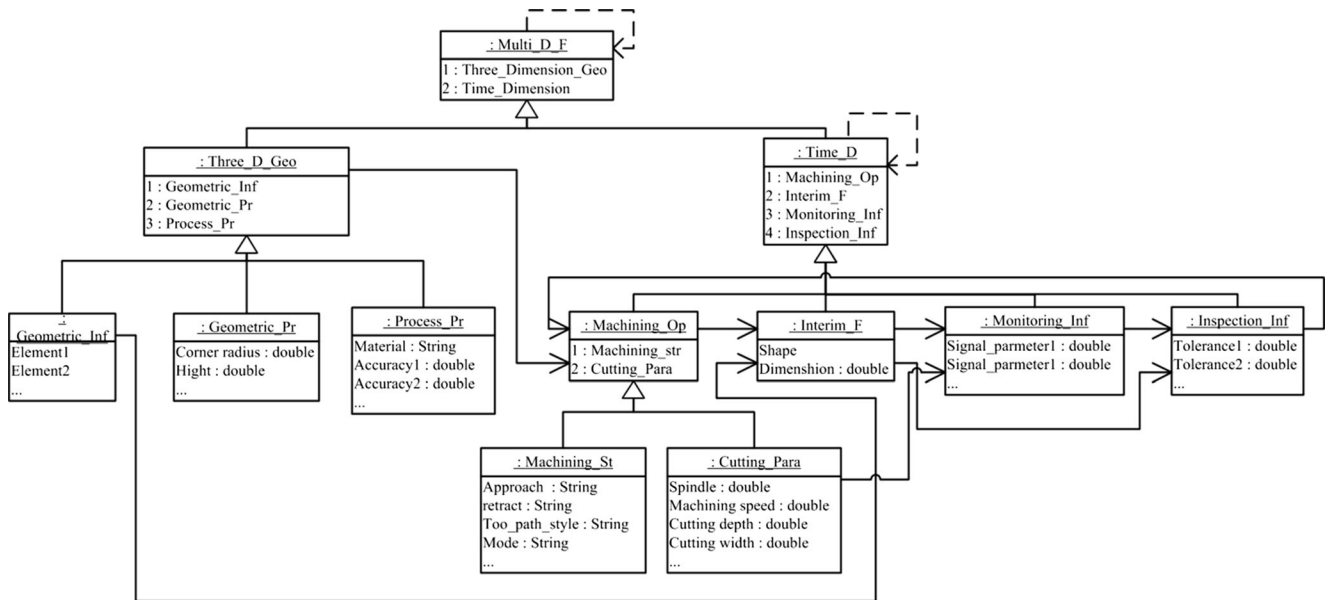 : Multi_D_F
1 : Three_Dimension_Geo
2 : Time_Dimension
: Three_D_Geo
1 : Geometric_Inf
2 : Geometric_Pr
3 : Process_Pr
: Time_D
1 : Machining_Op
2 : Interim_F
3 : Monitoring_Inf
4 : Inspection_Inf
:
Geometric_Inf
Element1
Element2
...
: Geometric_Pr
Corner radius : double
Hight : double
...
: Process_Pr
Material : String
Accuracy1 : double
Accuracy2 : double
...
: Machining_Op
1 : Machining_str
2 : Cutting_Para
: Interim_F
Shape
Dimenshion : double
: Monitoring_Inf
Signal_parmeter1 : double
Signal_parmeter1 : double
...
: Inspection_Inf
Tolerance1 : double
Tolerance2 : double
...
: Machining_St
Approach : String
retract : String
Too_path_style : String
Mode : String
...
: Cutting_Para
Spindle : double
Machining speed : double
Cutting depth : double
Cutting width : double
...